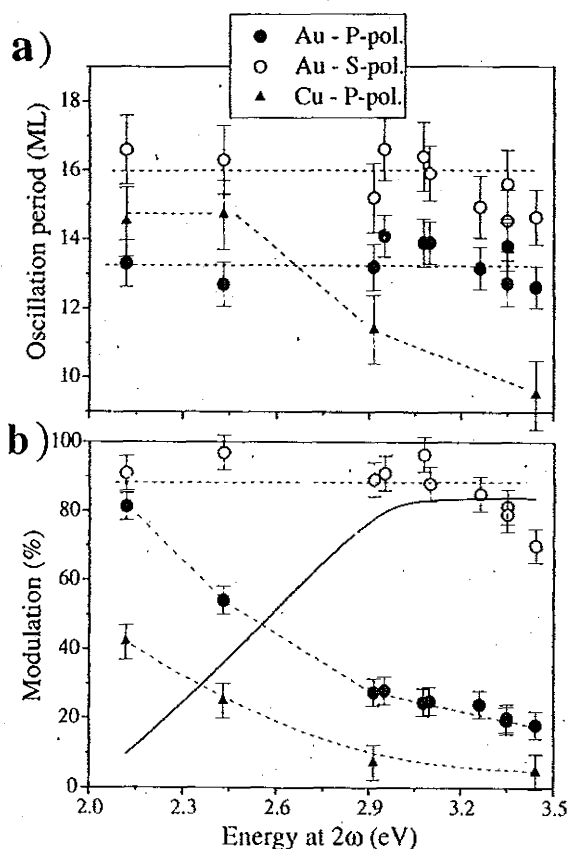 a)
Au - P-pol.
Au - S-pol.
Cu - P-pol.
Oscillation period (ML)
18
16
14
12
10
b)
Modulation (%)
100
80
60
40
20
0
2.0
2.3
2.6
2.9
3.2
3.5
Energy at 2ω (eV)